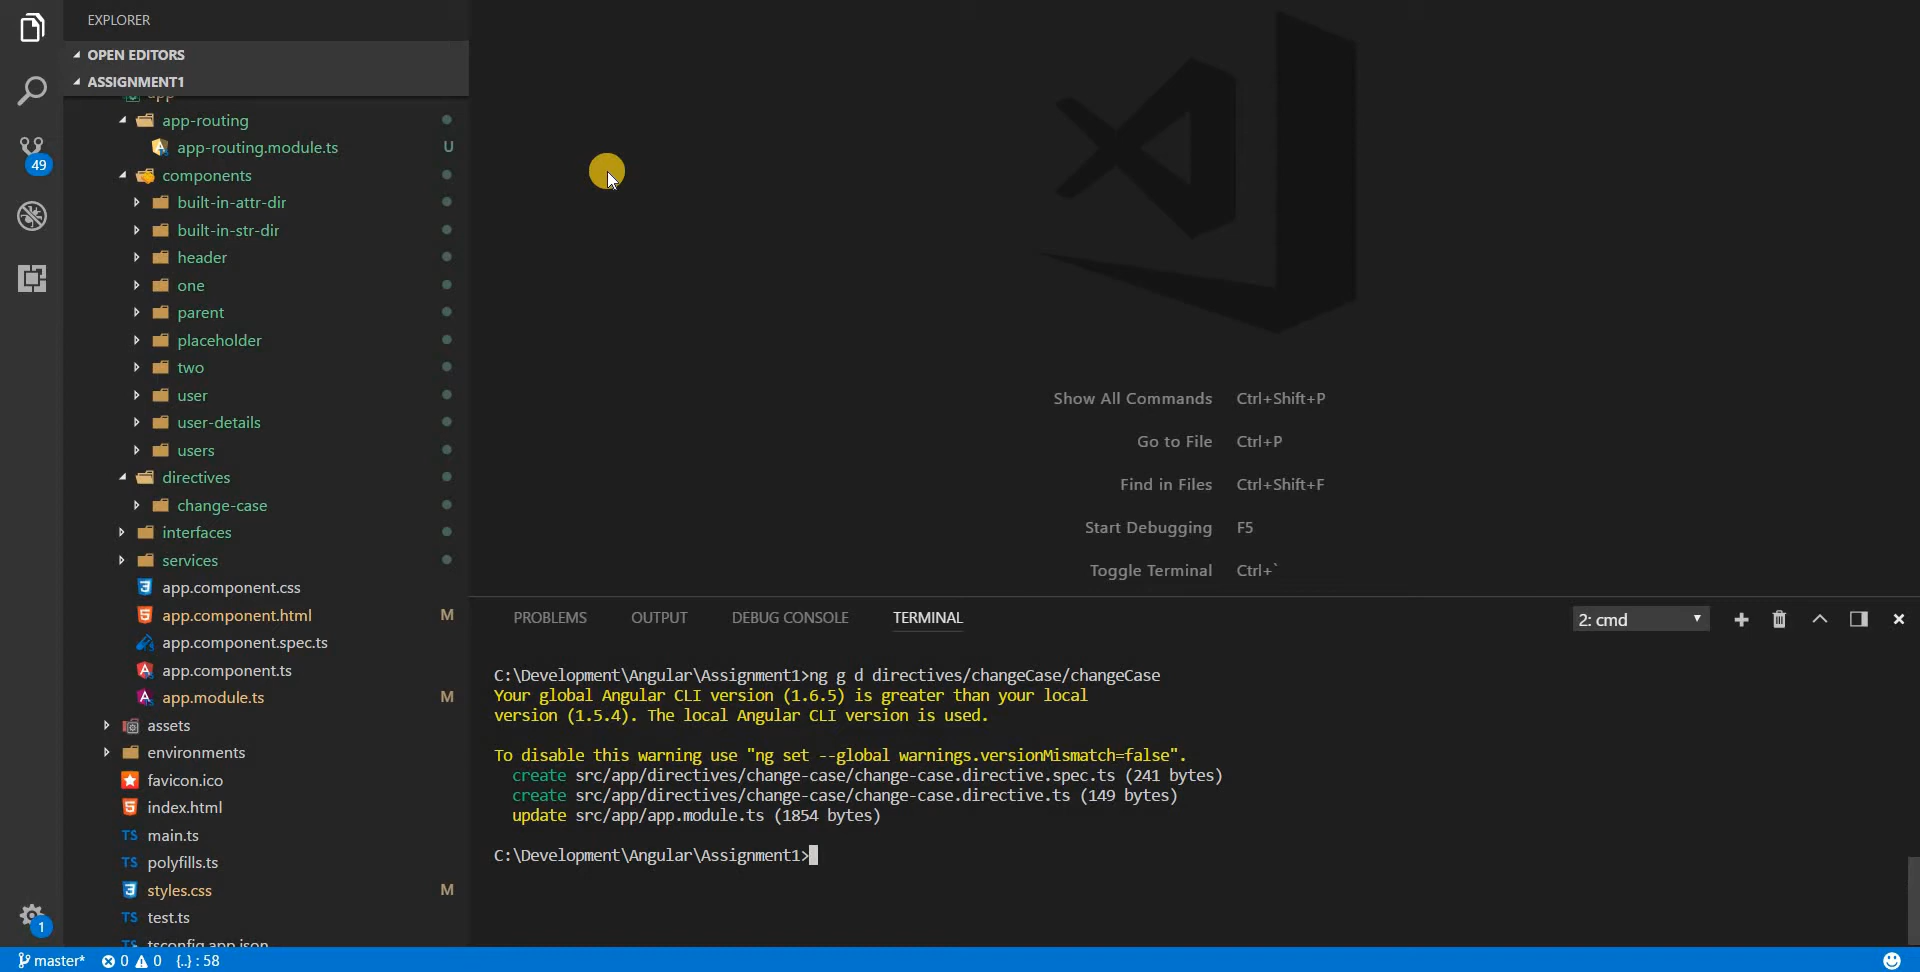 EXPLORER
OPEN EDITORS
ASSIGNMENT1
app
app-routing
app-routing.module.ts U
components
built-in-attr-dir
built-in-str-dir
header
one
parent
placeholder
two
user
user-details
users
directives
change-case
interfaces
services
app.component.css
app.component.html M
app.component.spec.ts
app.component.ts
app.module.ts M
assets
environments
favicon.ico
index.html
TS main.ts
TS polyfills.ts
styles.css M
TS test.ts
TS tsconfig.app.json
49
1
Show All Commands Ctrl+Shift+P
Go to File Ctrl+P
Find in Files Ctrl+Shift+F
Start Debugging F5
Toggle Terminal Ctrl+`
PROBLEMS OUTPUT DEBUG CONSOLE TERMINAL 2: cmd
C:\Development\Angular\Assignment1>ng g d directives/changeCase/changeCase
Your global Angular CLI version (1.6.5) is greater than your local
version (1.5.4). The local Angular CLI version is used.
To disable this warning use "ng set --global warnings.versionMismatch=false".
create src/app/directives/change-case/change-case.directive.spec.ts (241 bytes)
create src/app/directives/change-case/change-case.directive.ts (149 bytes)
update src/app/app.module.ts (1854 bytes)
C:\Development\Angular\Assignment1>
master* 0 0 {..} : 58